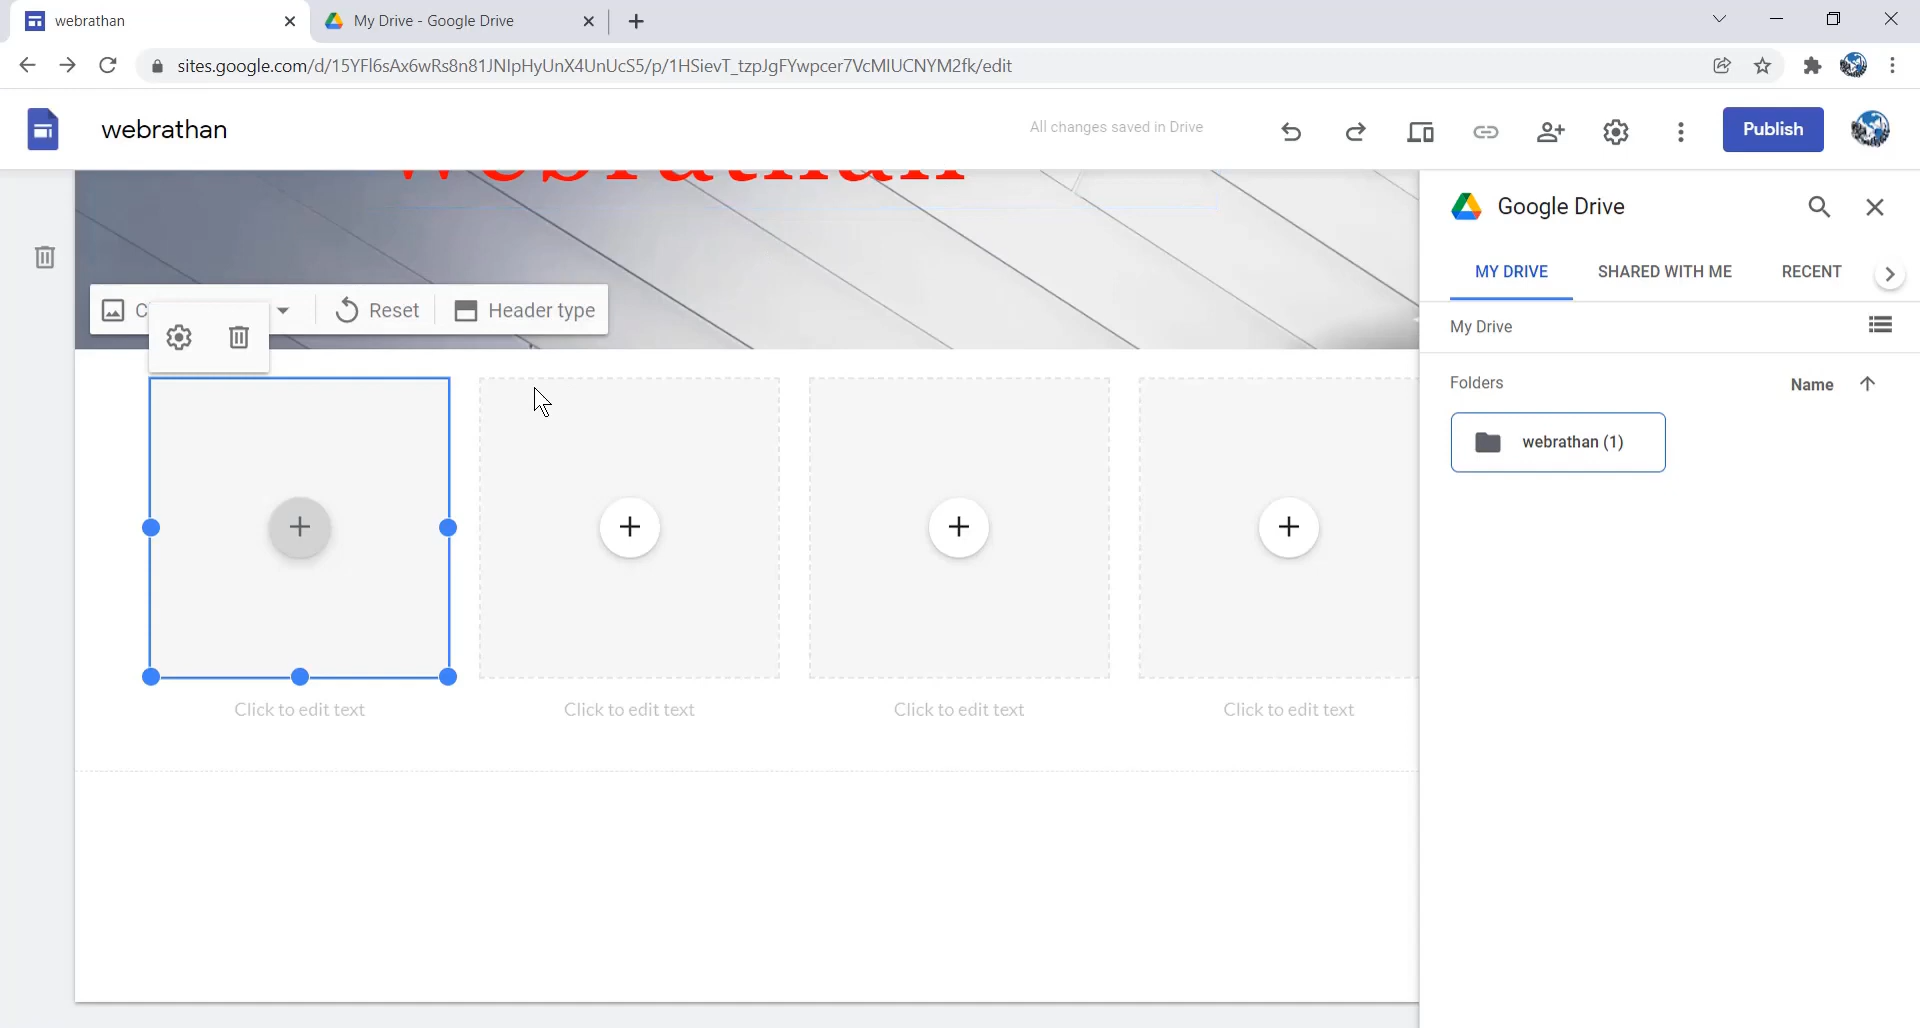 webrathan
My Drive - Google Drive
sites.google.com/d/15YFl6sAx6wRs8n81JNlpHyUnX4UnUcS5/p/1HSievT_tzpJgFYwpcer7VcMIUCNYM2fk/edit
webrathan
All changes saved in Drive
Publish
webrathan
Reset
Header type
Click to edit text
Click to edit text
Click to edit text
Click to edit text
Google Drive
MY DRIVE
SHARED WITH ME
RECENT
My Drive
Folders
Name
webrathan (1)